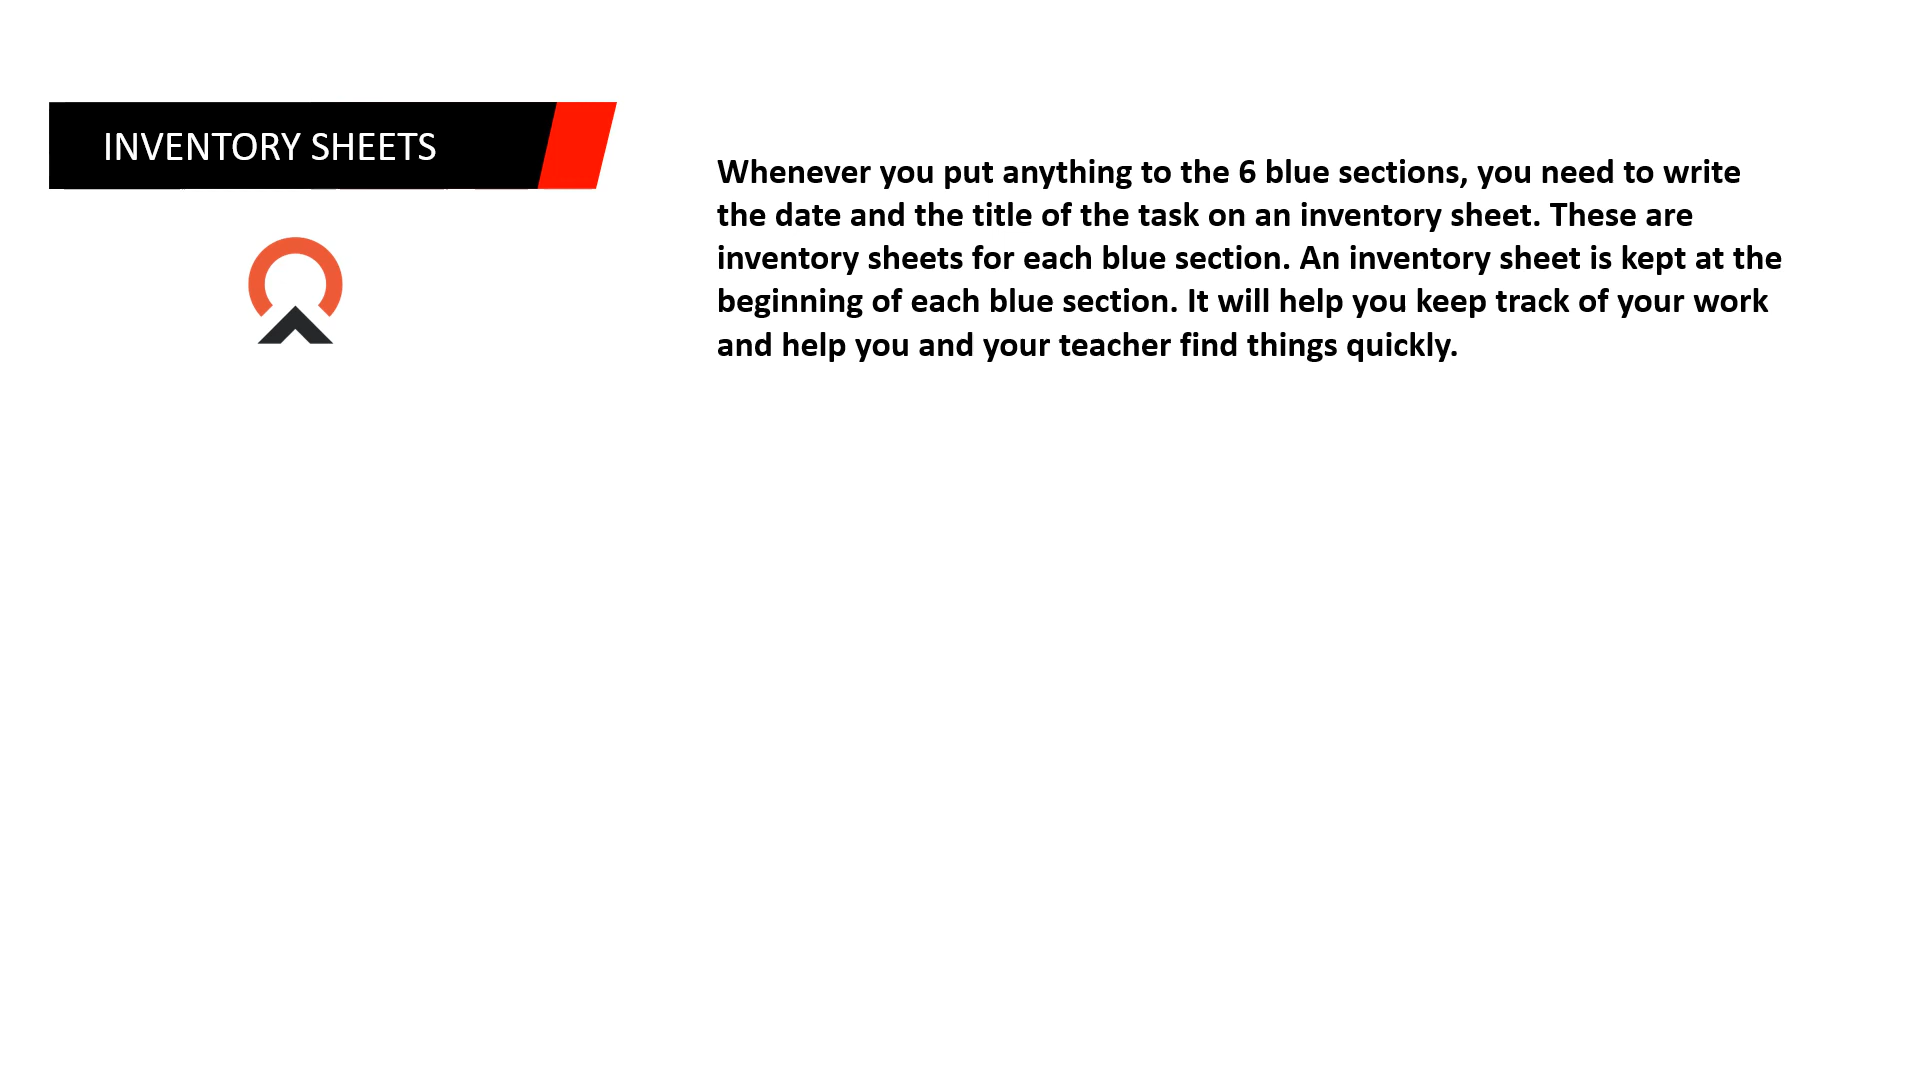 INVENTORY SHEETS
Whenever you put anything to the 6 blue sections, you need to write
the date and the title of the task on an inventory sheet. These are
inventory sheets for each blue section. An inventory sheet is kept at the
beginning of each blue section. It will help you keep track of your work
and help you and your teacher find things quickly.